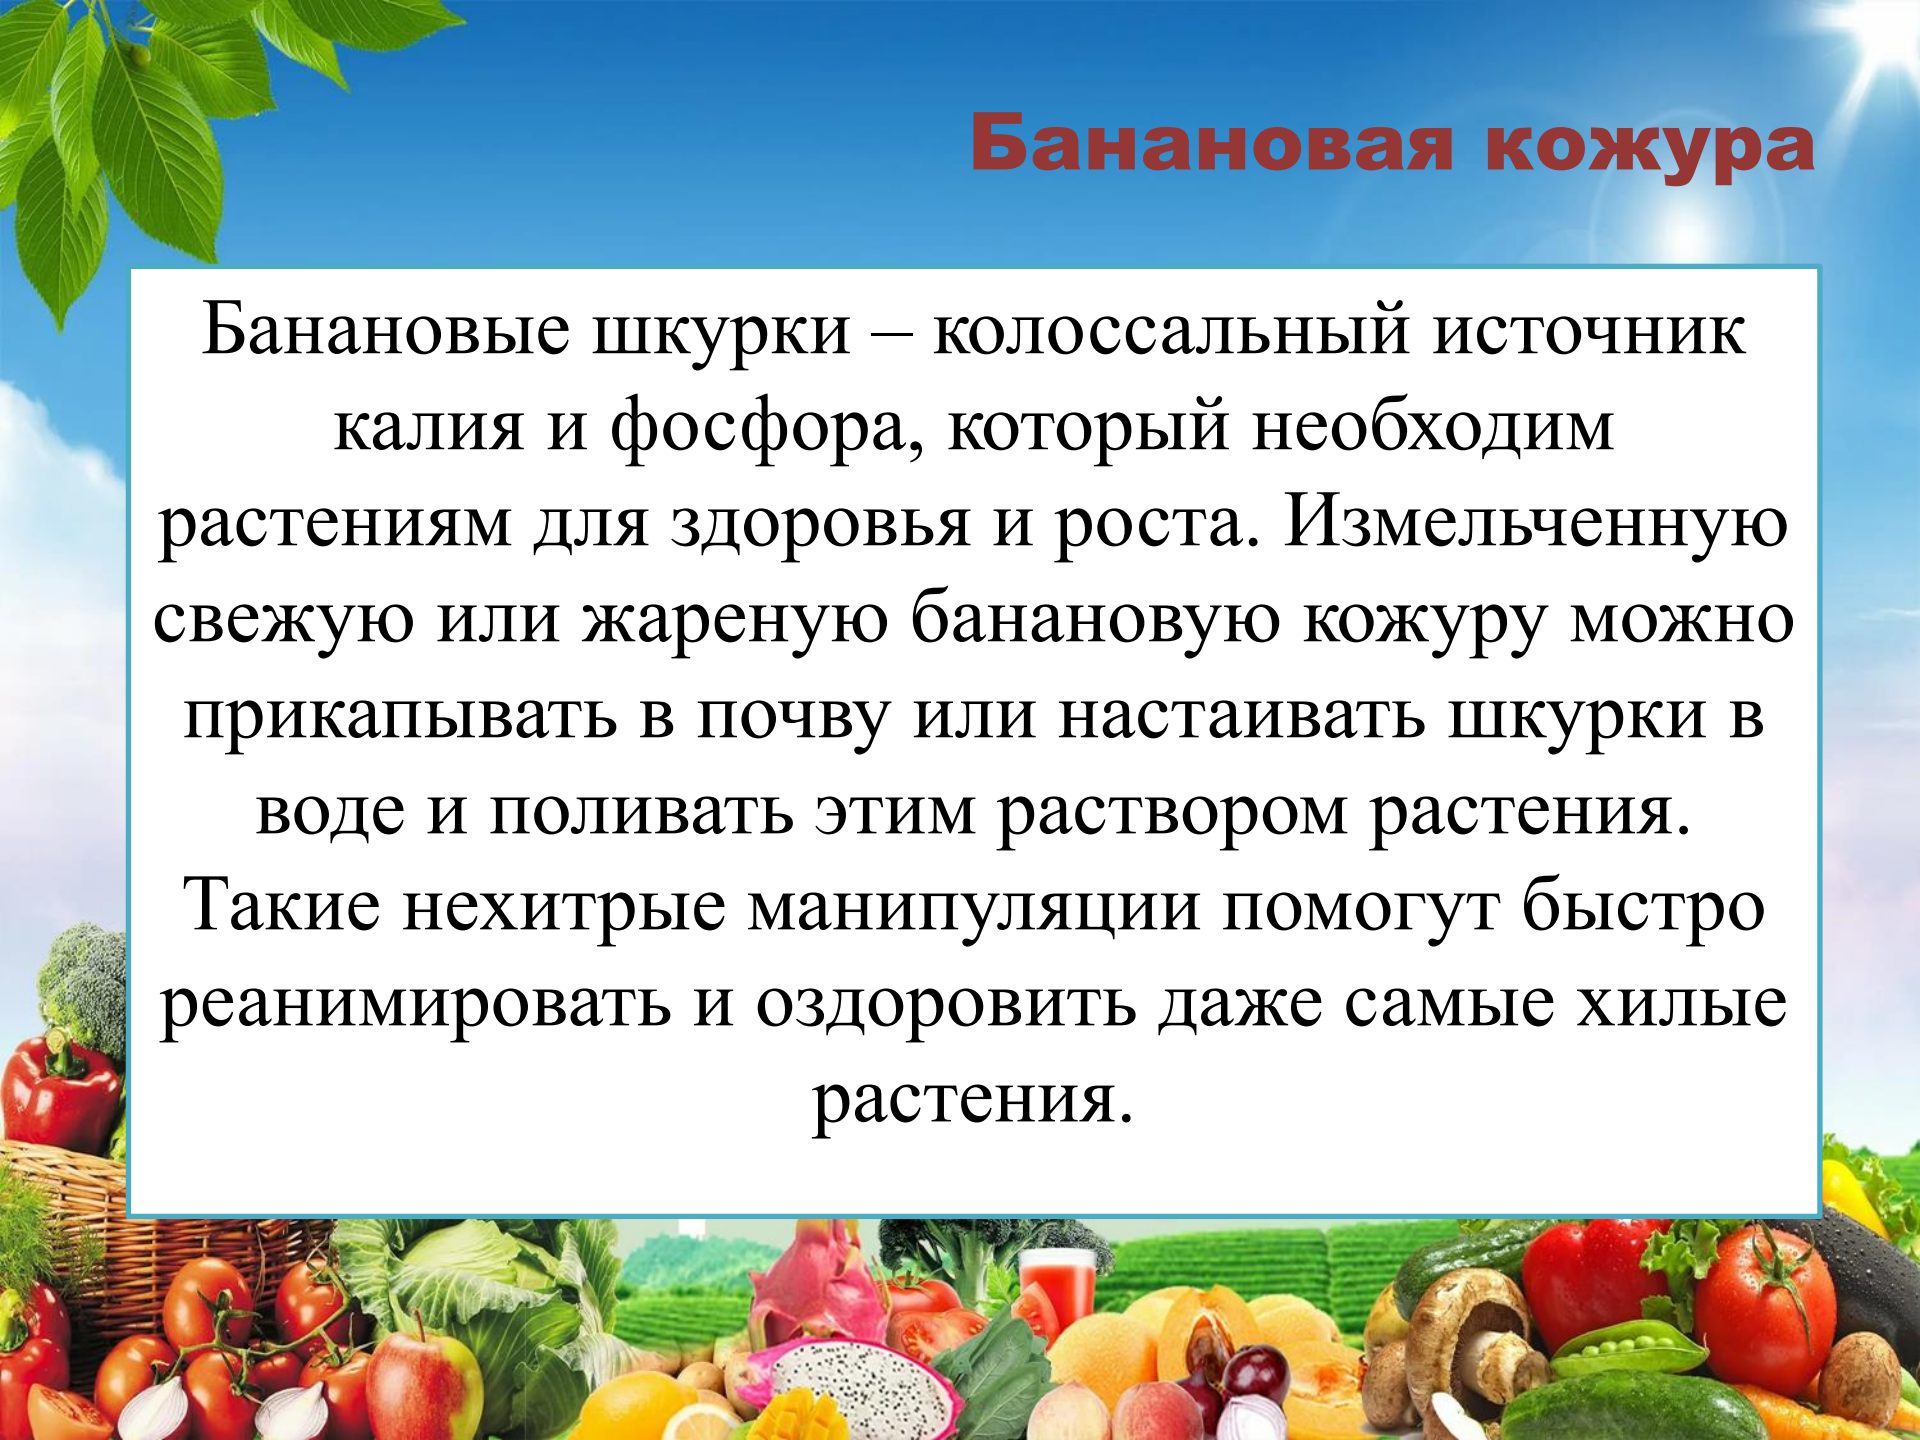 Банановая кожура
Банановые шкурки – колоссальный источник
калия и фосфора, который необходим
растениям для здоровья и роста. Измельченную
свежую или жареную банановую кожуру можно
прикапывать в почву или настаивать шкурки в
воде и поливать этим раствором растения.
Такие нехитрые манипуляции помогут быстро
реанимировать и оздоровить даже самые хилые
растения.